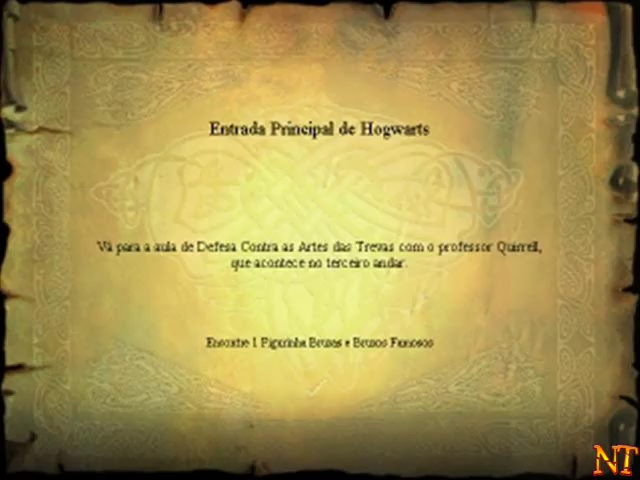 Entrada Principal de Hogwarts
Vá para a aula de Defesa Contra as Artes das Trevas com o professor Quirrell,
que acontece no terceiro andar.
Encontre 1 Figurinha Bruxas e Bruxos Famosos
NT